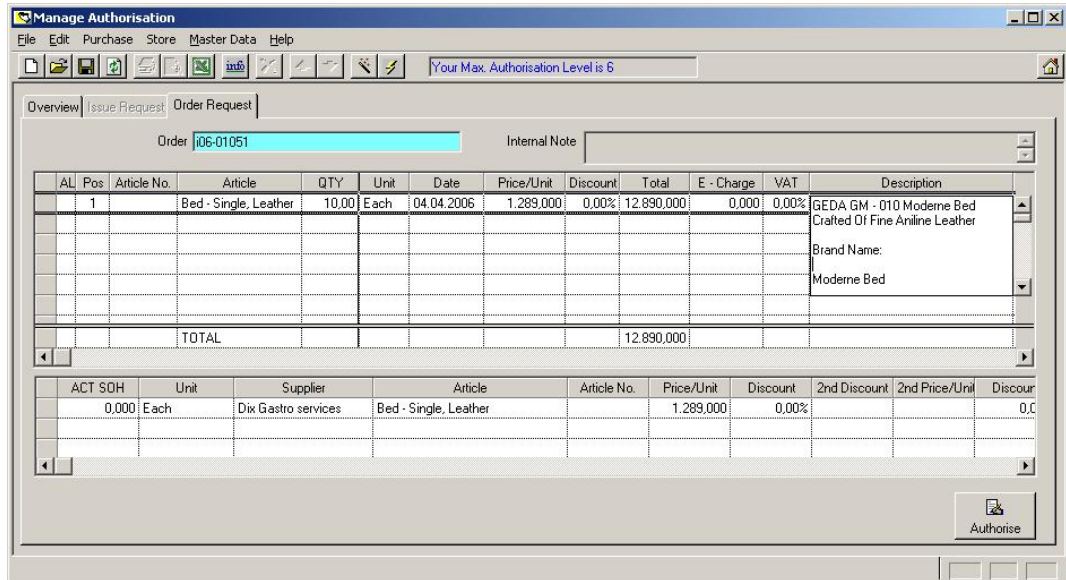 Manage Authorisation
File Edit Purchase Store Master Data Help
info Your Max. Authorisation Level is 6
Overview Issue Request Order Request
Order i06-01051 Internal Note
AL Pos Article No. Article QTY Unit Date Price/Unit Discount Total E - Charge VAT Description
1 Bed - Single, Leather 10,00 Each 04.04.2006 1.289,000 0,00% 12.890,000 0,000 0,00% GEDA GM - 010 Moderne Bed
Crafted Of Fine Aniline Leather
Brand Name:
Moderne Bed
TOTAL 12.890,000
ACT SOH Unit Supplier Article Article No. Price/Unit Discount 2nd Discount 2nd Price/Unit Discour
0,000 Each Dix Gastro services Bed - Single, Leather 1.289,000 0,00% 0,0
Authorise